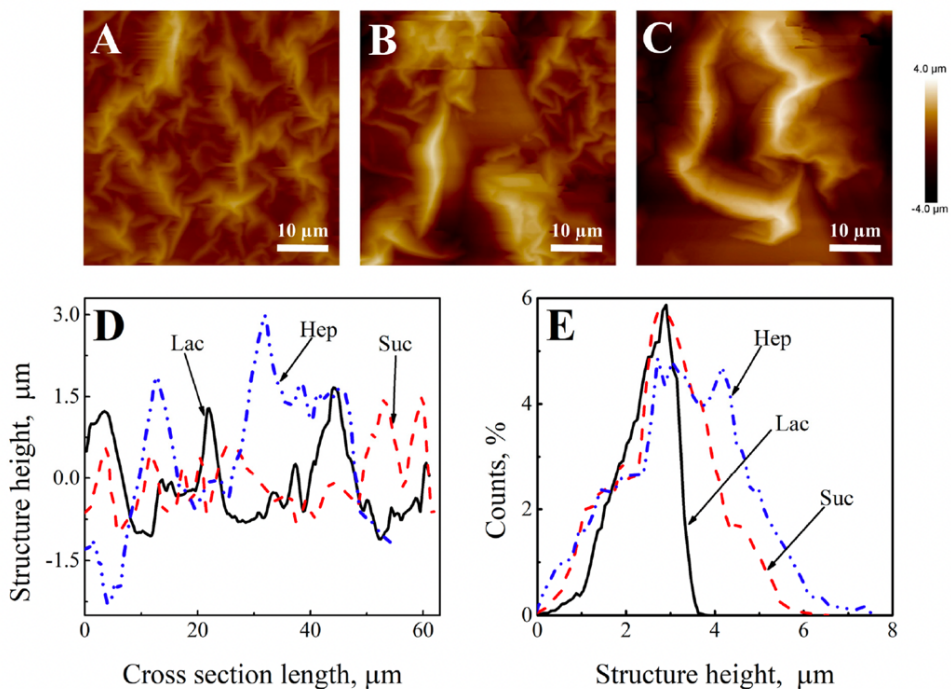 A
B
C
10 µm
10 µm
10 µm
4.0 µm
-4.0 µm
D
Lac
Hep
Suc
3.0
1.5
0.0
-1.5
0
20
40
60
Structure height, µm
Cross section length, µm
E
Hep
Lac
Suc
6
4
2
0
0
2
4
6
8
Counts, %
Structure height, µm